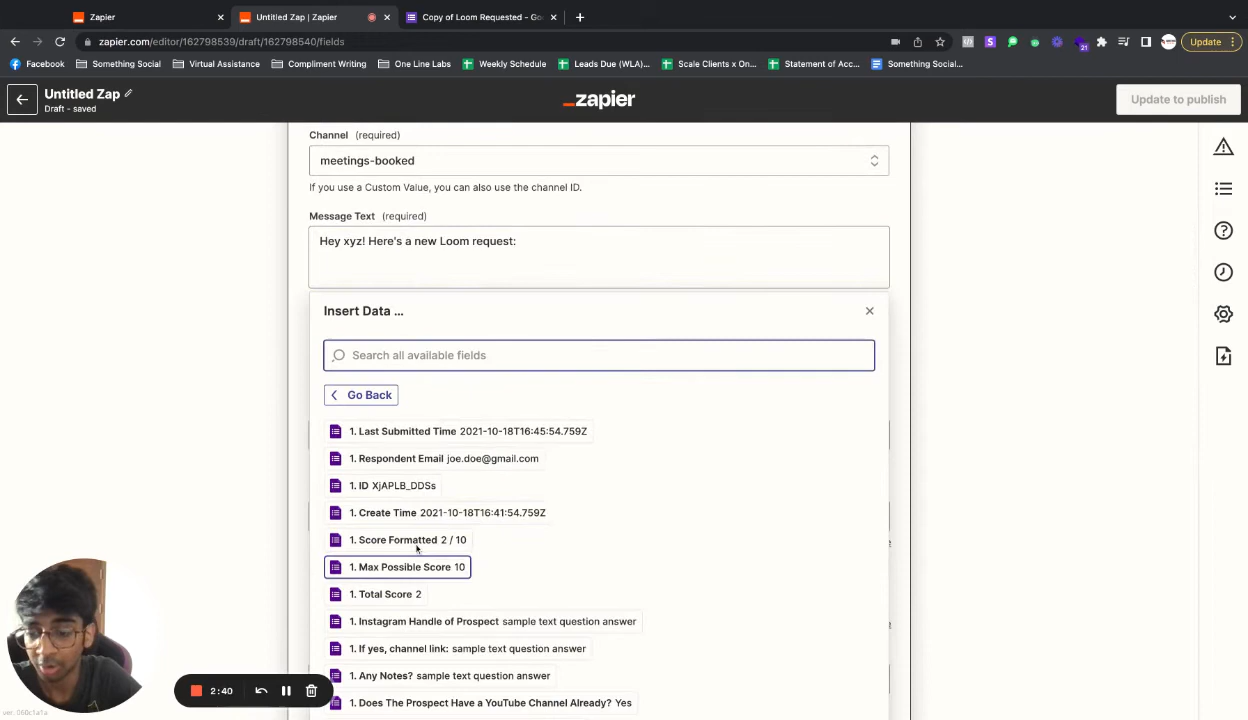 Zapier
Untitled Zap | Zapier
Copy of Loom Requested - Goo
zapier.com/editor/162798539/draft/162798540/fields
21
Update
Facebook
Something Social
Virtual Assistance
Compliment Writing
One Line Labs
Weekly Schedule
Leads Due (WLA)...
Scale Clients x On...
Statement of Acc...
Something Social...
Untitled Zap
Draft - saved
zapier
Update to publish
Channel (required)
meetings-booked
If you use a Custom Value, you can also use the channel ID.
Message Text (required)
Hey xyz! Here's a new Loom request:
Insert Data ...
Search all available fields
Go Back
1. Last Submitted Time 2021-10-18T16:45:54.759Z
1. Respondent Email joe.doe@gmail.com
1. ID XjAPLB_DDSs
1. Create Time 2021-10-18T16:41:54.759Z
1. Score Formatted 2 / 10
1. Max Possible Score 10
1. Total Score 2
1. Instagram Handle of Prospect sample text question answer
1. If yes, channel link: sample text question answer
1. Any Notes? sample text question answer
1. Does The Prospect Have a YouTube Channel Already? Yes
2:40